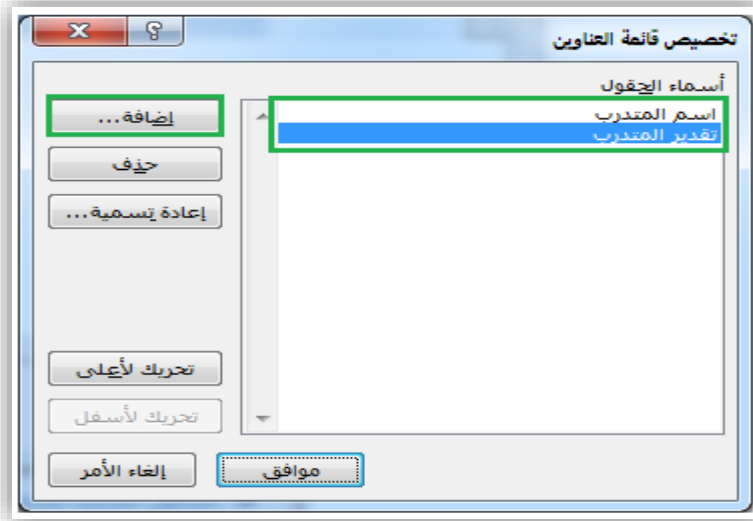 تخصيص قائمة العناوين
أسماء الحقول
اسم المتدرب
تقدير المتدرب
إضافة...
حذف
إعادة تسمية...
تحريك لأعلى
تحريك لأسفل
موافق
إلغاء الأمر